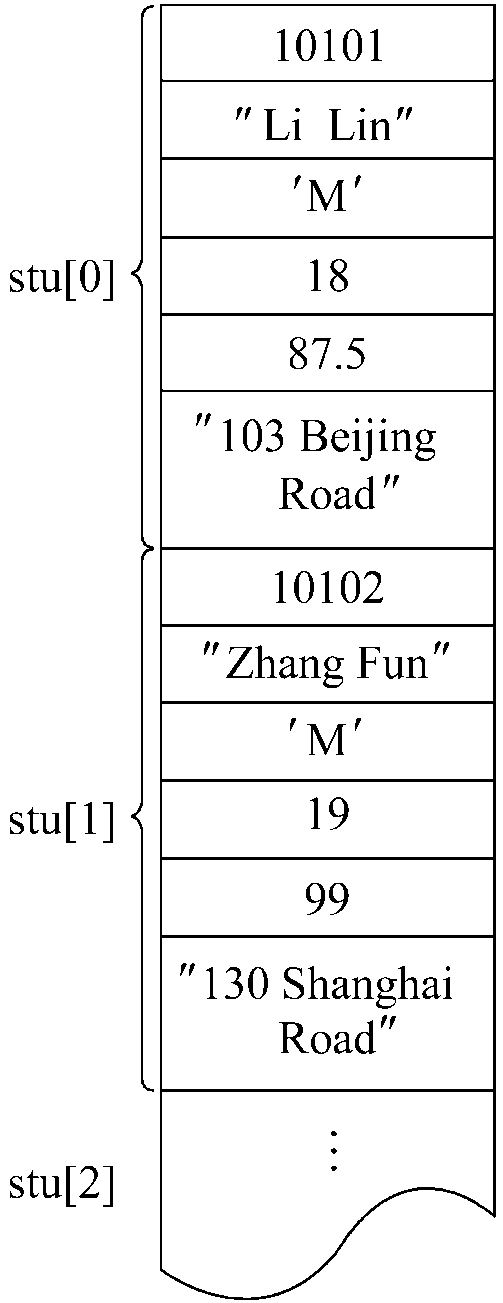 10101
"Li Lin"
'M'
stu[0]
18
87.5
"103 Beijing
Road"
10102
"Zhang Fun"
'M'
stu[1]
19
99
"130 Shanghai
Road"
⋮
stu[2]